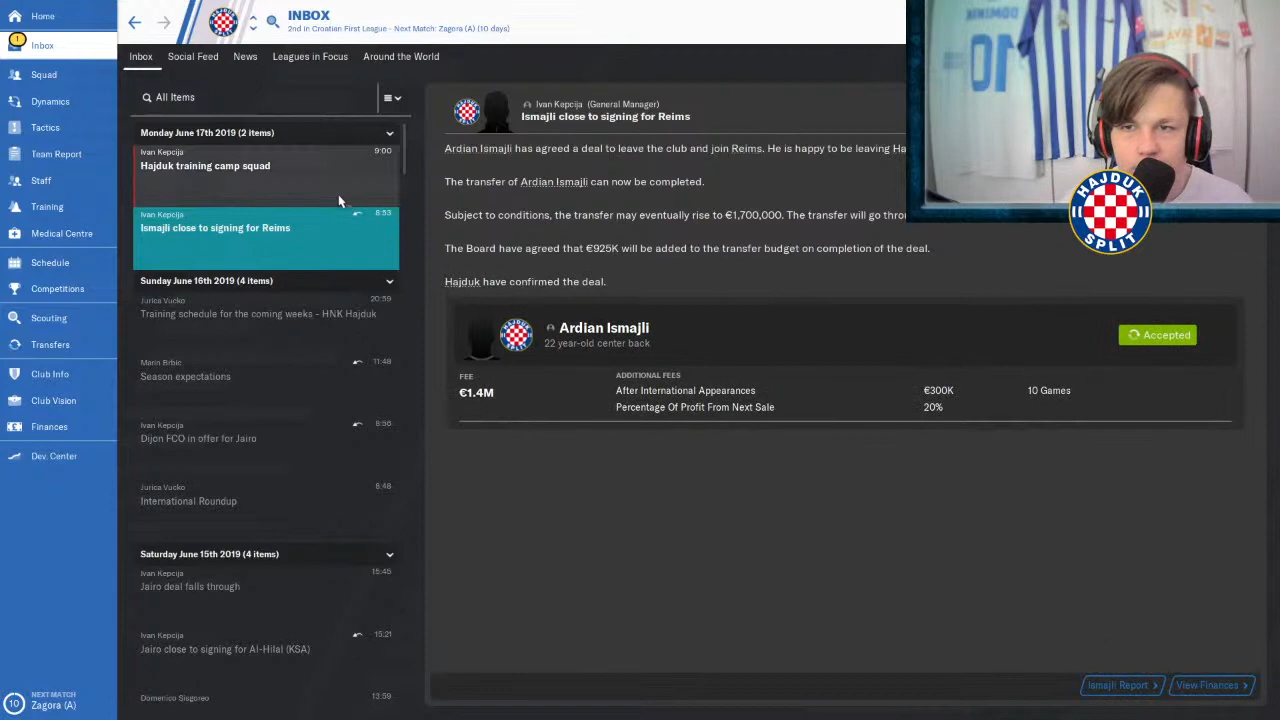 Home
INBOX
2nd in Croatian First League - Next Match: Zagora (A) (10 days)
1
Inbox
Squad
Dynamics
Tactics
Team Report
Staff
Training
Medical Centre
Schedule
Competitions
Scouting
Transfers
Club Info
Club Vision
Finances
Dev. Center
10
NEXT MATCH
Zagora (A)
Inbox
Social Feed
News
Leagues in Focus
Around the World
All Items
Monday June 17th 2019 (2 items)
Ivan Kepcija
9:00
Hajduk training camp squad
Ivan Kepcija
8:53
Ismajli close to signing for Reims
Sunday June 16th 2019 (4 items)
Jurica Vucko
20:59
Training schedule for the coming weeks - HNK Hajduk
Marin Brbic
11:48
Season expectations
Ivan Kepcija
8:56
Dijon FCO in offer for Jairo
Jurica Vucko
8:48
International Roundup
Saturday June 15th 2019 (4 items)
Ivan Kepcija
15:45
Jairo deal falls through
Ivan Kepcija
15:21
Jairo close to signing for Al-Hilal (KSA)
Domenico Sisgoreo
13:59
Ivan Kepcija (General Manager)
Ismajli close to signing for Reims
Ardian Ismajli has agreed a deal to leave the club and join Reims. He is happy to be leaving Ha
The transfer of Ardian Ismajli can now be completed.
Subject to conditions, the transfer may eventually rise to €1,700,000. The transfer will go throu
The Board have agreed that €925K will be added to the transfer budget on completion of the deal.
Hajduk have confirmed the deal.
Ardian Ismajli
22 year-old center back
Accepted
FEE
€1.4M
ADDITIONAL FEES
After International Appearances
€300K
10 Games
Percentage Of Profit From Next Sale
20%
Ismajli Report
View Finances
10
HAJDUK
SPLIT